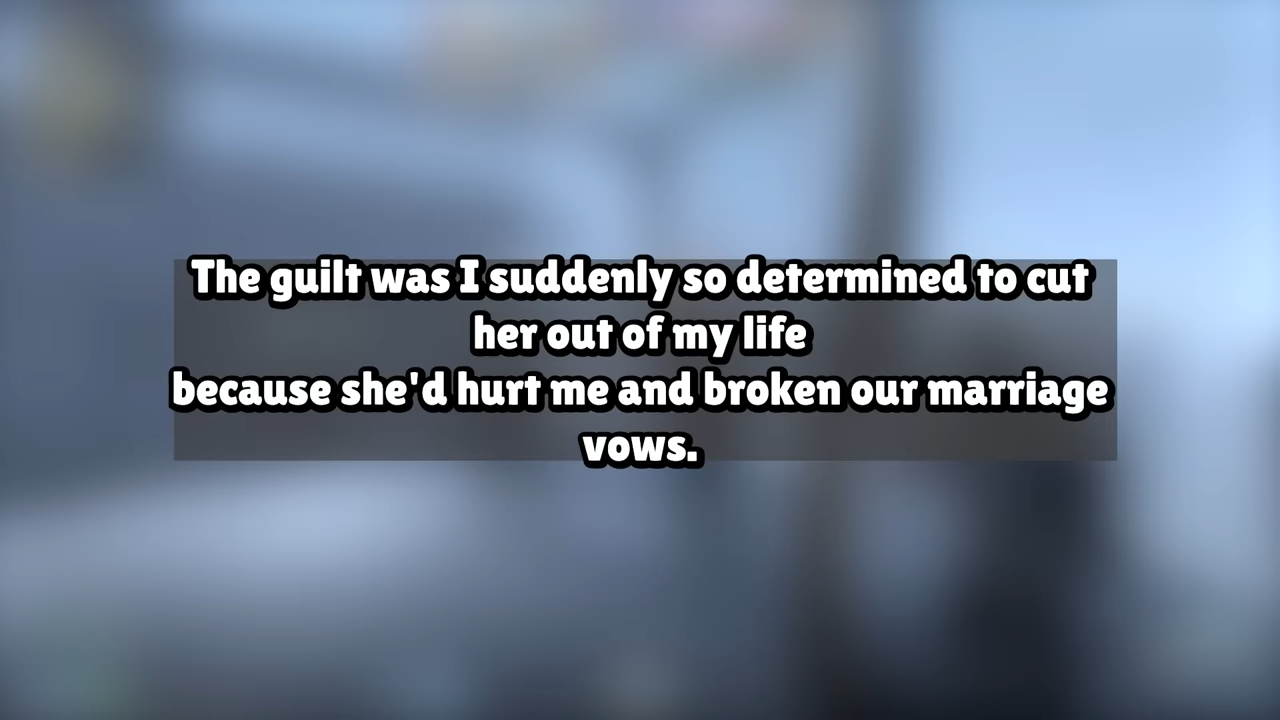 The guilt was I suddenly so determined to cut
her out of my life
because she'd hurt me and broken our marriage
vows.